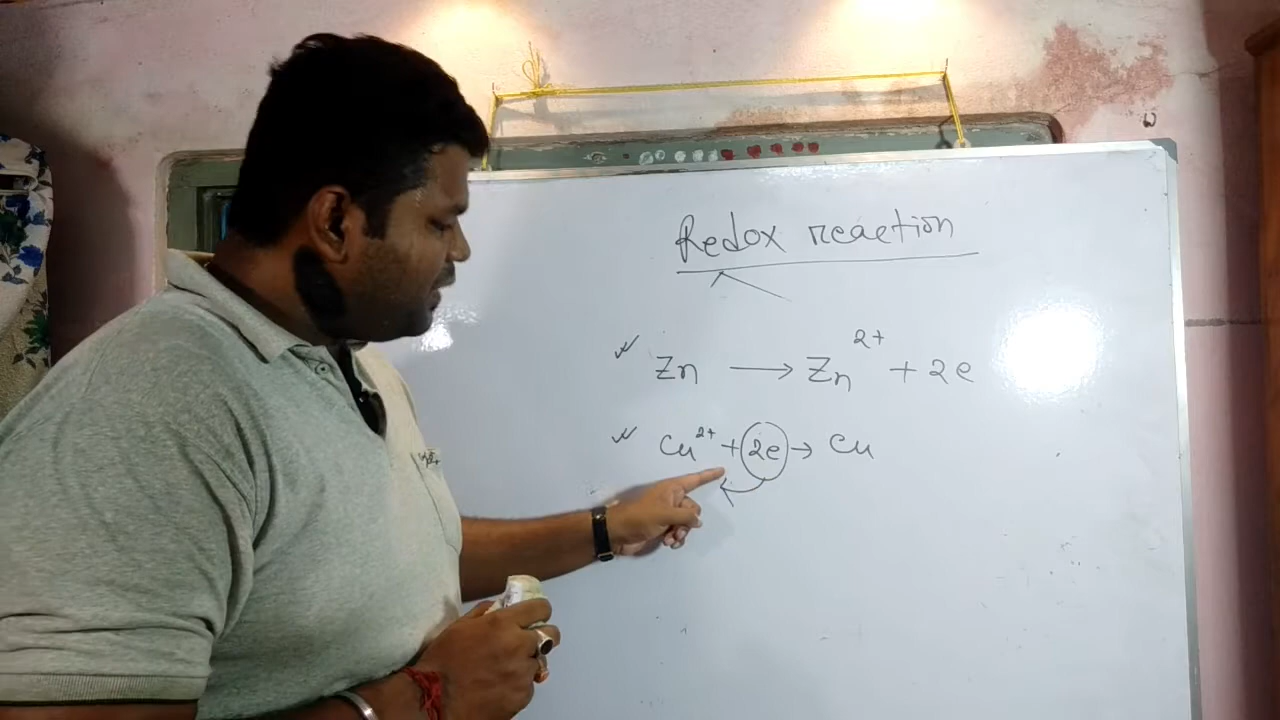 Redox reaction
Zn → Zn²⁺ + 2e
Cu²⁺ + 2e → Cu